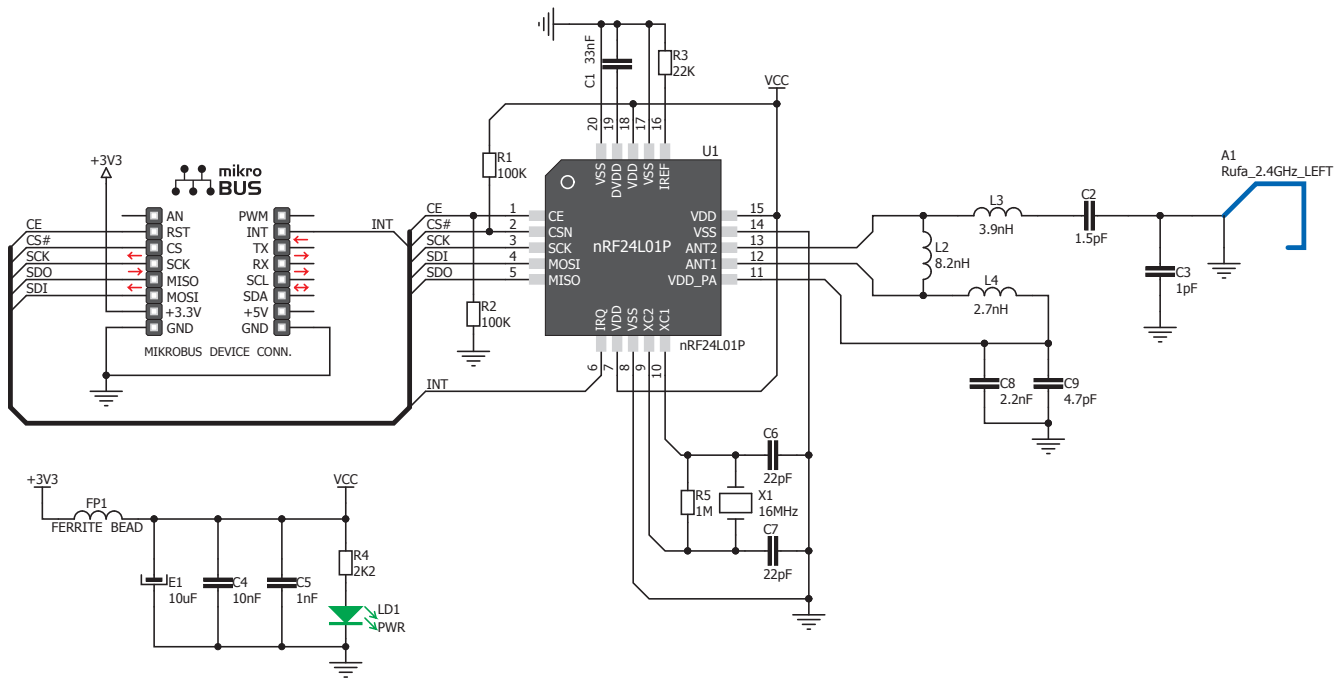 C1 33nF
R3
22K
VCC
20
19
18
17
16
U1
VSS
DVDD
VDD
VSS
IREF
R1
100K
A1
Rufa_2.4GHz_LEFT
+3V3
mikro
BUS
CE
CS#
SCK
SDO
SDI
AN
RST
CS
SCK
MISO
MOSI
+3.3V
GND
PWM
INT
TX
RX
SCL
SDA
+5V
GND
MIKROBUS DEVICE CONN.
INT
CE
CS#
SCK
SDI
SDO
1
2
3
4
5
CE
CSN
SCK
MOSI
MISO
nRF24L01P
VDD
VSS
ANT2
ANT1
VDD_PA
15
14
13
12
11
L3
3.9nH
C2
1.5pF
L2
8.2nH
L4
2.7nH
C3
1pF
R2
100K
IRQ
VDD
VSS
XC2
XC1
nRF24L01P
6
7
8
9
10
INT
C8
2.2nF
C9
4.7pF
C6
22pF
R5
1M
X1
16MHz
C7
22pF
+3V3
FP1
FERRITE BEAD
VCC
E1
10uF
C4
10nF
C5
1nF
R4
2K2
LD1
PWR